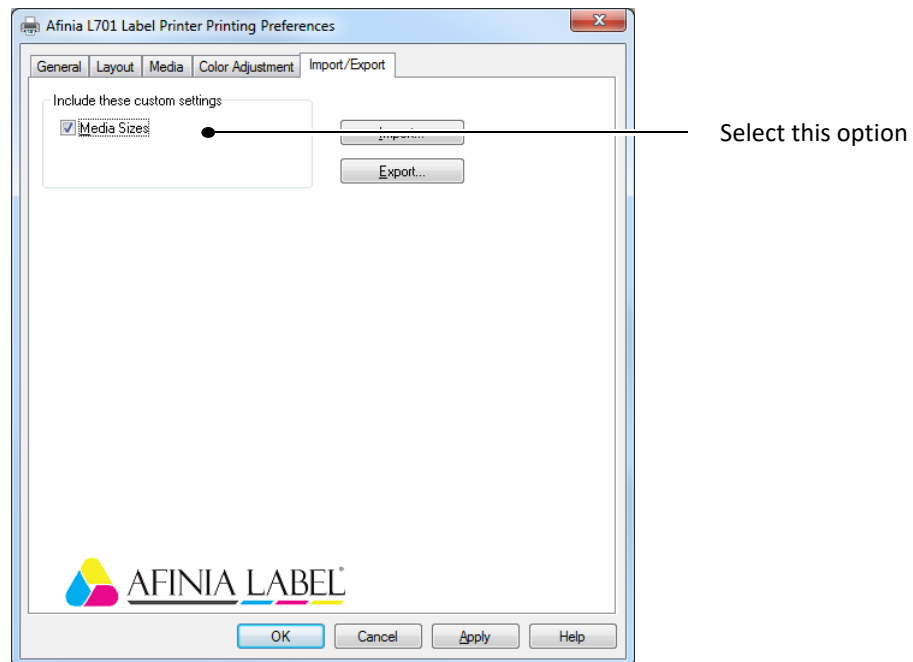 Afinia L701 Label Printer Printing Preferences
X
General Layout Media Color Adjustment Import/Export
Include these custom settings
Media Sizes
Import...
Select this option
Export...
AFINIA LABEL®
OK Cancel Apply Help